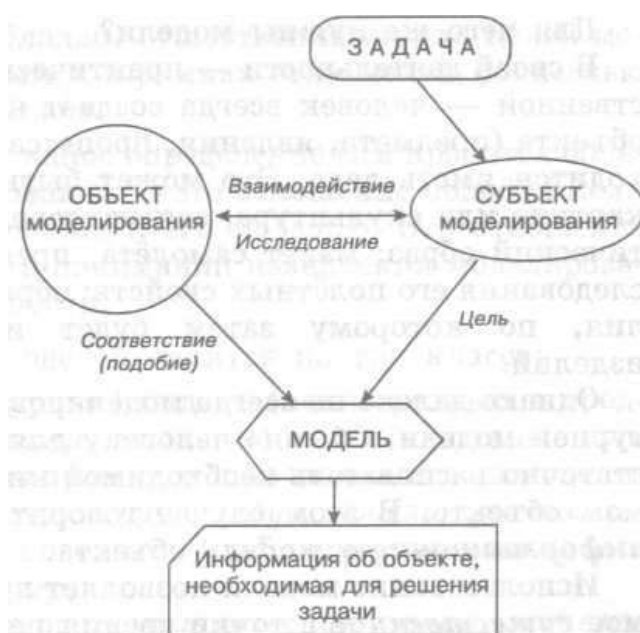 ЗАДАЧА
ОБЪЕКТ
моделирования
Взаимодействие
Исследование
СУБЪЕКТ
моделирования
Соответствие
(подобие)
Цель
МОДЕЛЬ
Информация об объекте,
необходимая для решения
задачи